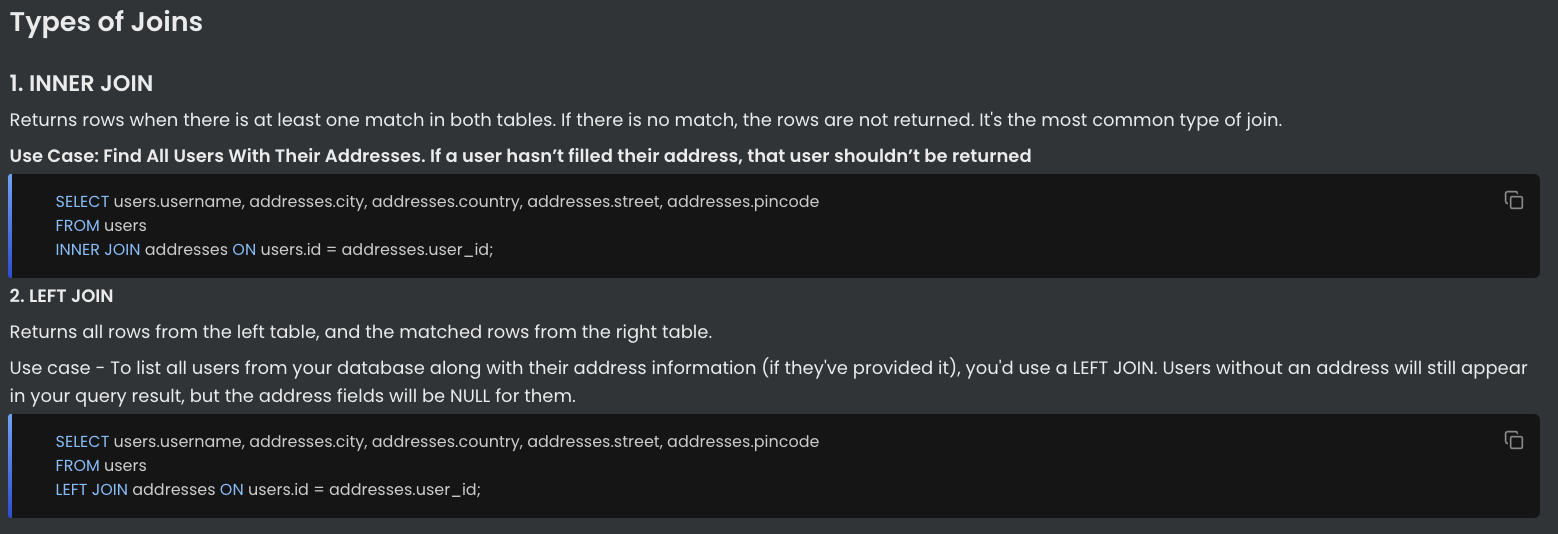 Types of Joins
1. INNER JOIN
Returns rows when there is at least one match in both tables. If there is no match, the rows are not returned. It's the most common type of join.
Use Case: Find All Users With Their Addresses. If a user hasn’t filled their address, that user shouldn’t be returned
SELECT users.username, addresses.city, addresses.country, addresses.street, addresses.pincode
FROM users
INNER JOIN addresses ON users.id = addresses.user_id;
2. LEFT JOIN
Returns all rows from the left table, and the matched rows from the right table.
Use case - To list all users from your database along with their address information (if they've provided it), you'd use a LEFT JOIN. Users without an address will still appear
in your query result, but the address fields will be NULL for them.
SELECT users.username, addresses.city, addresses.country, addresses.street, addresses.pincode
FROM users
LEFT JOIN addresses ON users.id = addresses.user_id;